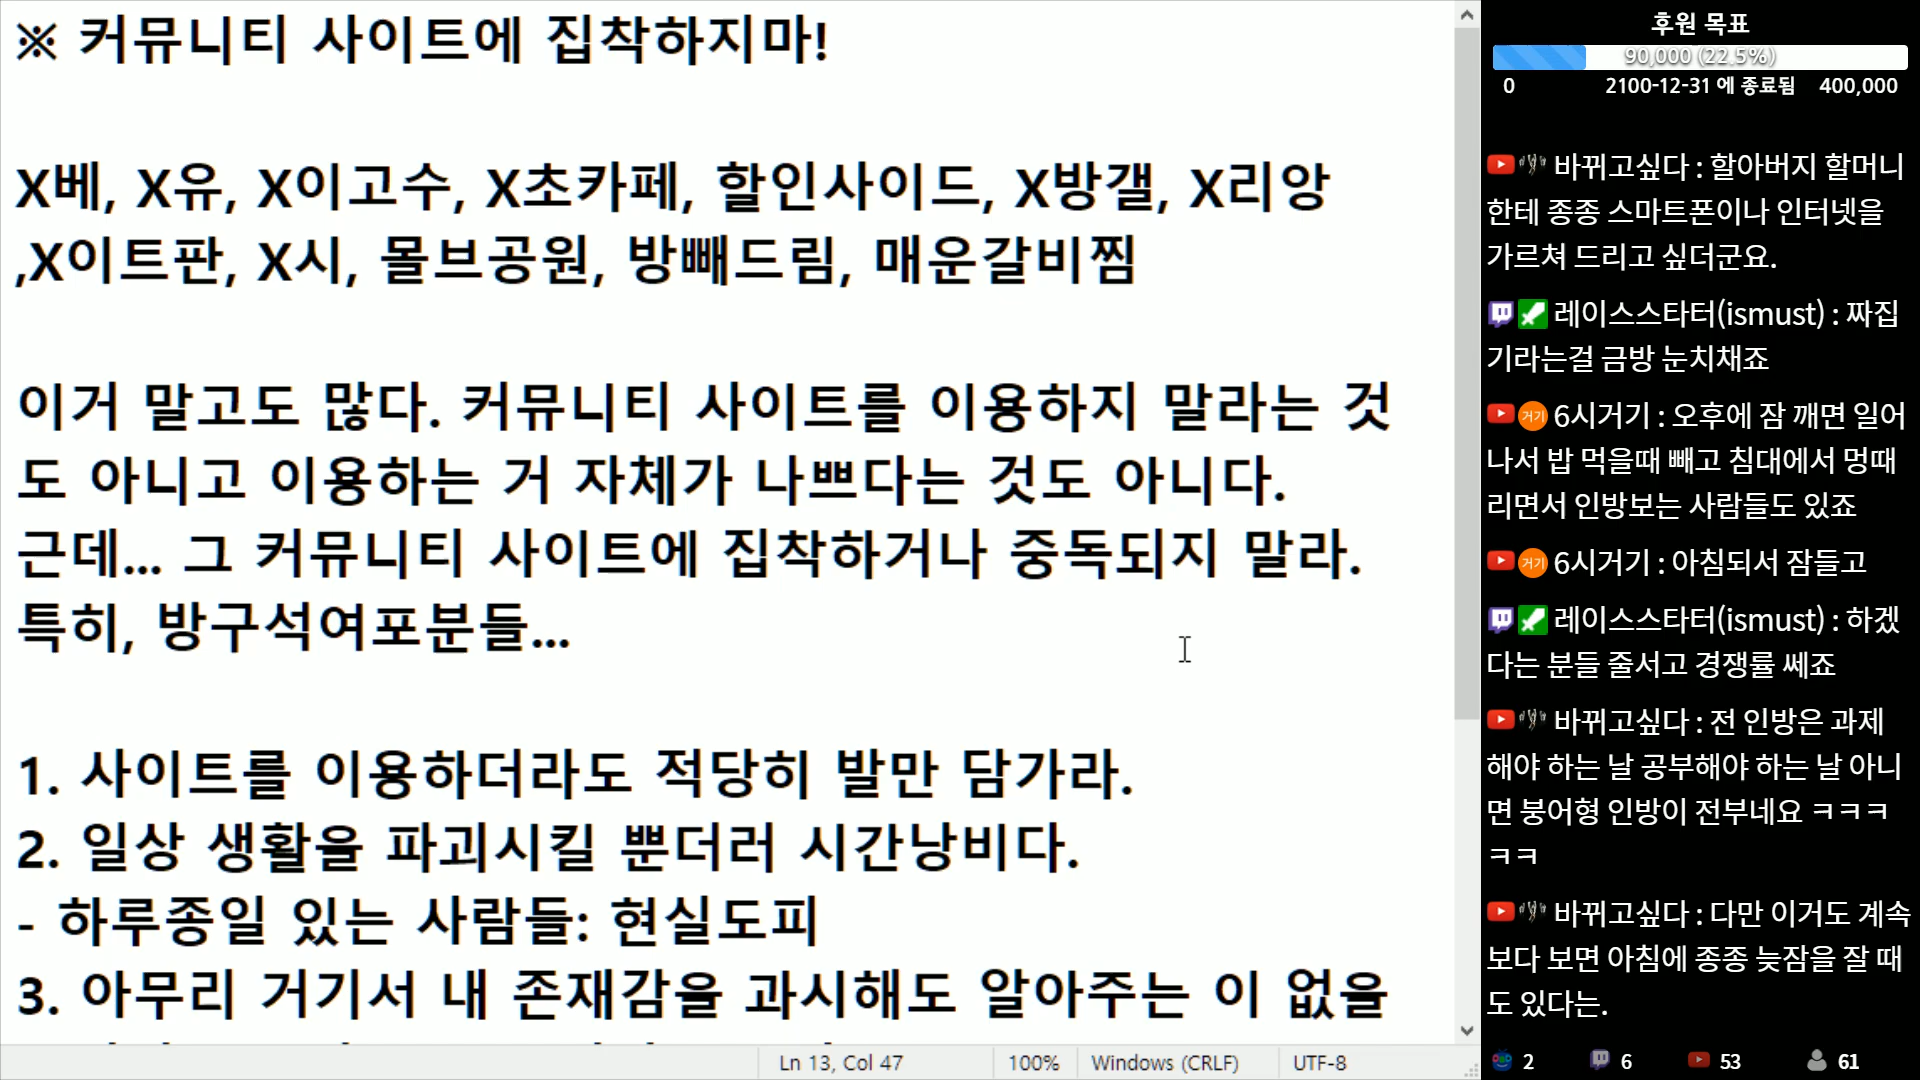 ※ 커뮤니티 사이트에 집착하지마!
X베, X유, X이고수, X초카페, 할인사이드, X방갤, X리앙
,X이트판, X시, 몰브공원, 방빼드림, 매운갈비찜
이거 말고도 많다. 커뮤니티 사이트를 이용하지 말라는 것
도 아니고 이용하는 거 자체가 나쁘다는 것도 아니다.
근데... 그 커뮤니티 사이트에 집착하거나 중독되지 말라.
특히, 방구석여포분들...
1. 사이트를 이용하더라도 적당히 발만 담가라.
2. 일상 생활을 파괴시킬 뿐더러 시간낭비다.
- 하루종일 있는 사람들: 현실도피
3. 아무리 거기서 내 존재감을 과시해도 알아주는 이 없을
Ln 13, Col 47 100% Windows (CRLF) UTF-8
후원 목표
90,000 (22.5%)
0 2100-12-31 에 종료됨 400,000
바뀌고싶다 : 할아버지 할머니
한테 종종 스마트폰이나 인터넷을
가르쳐 드리고 싶더군요.
레이스스타터(ismust) : 짜집
기라는걸 금방 눈치채죠
거기 6시거기 : 오후에 잠 깨면 일어
나서 밥 먹을때 빼고 침대에서 멍때
리면서 인방보는 사람들도 있죠
거기 6시거기 : 아침되서 잠들고
레이스스타터(ismust) : 하겠
다는 분들 줄서고 경쟁률 쎄죠
바뀌고싶다 : 전 인방은 과제
해야 하는 날 공부해야 하는 날 아니
면 붕어형 인방이 전부네요 ㅋㅋㅋ
ㅋㅋ
바뀌고싶다 : 다만 이거도 계속
보다 보면 아침에 종종 늦잠을 잘 때
도 있다는.
2 6 53 61